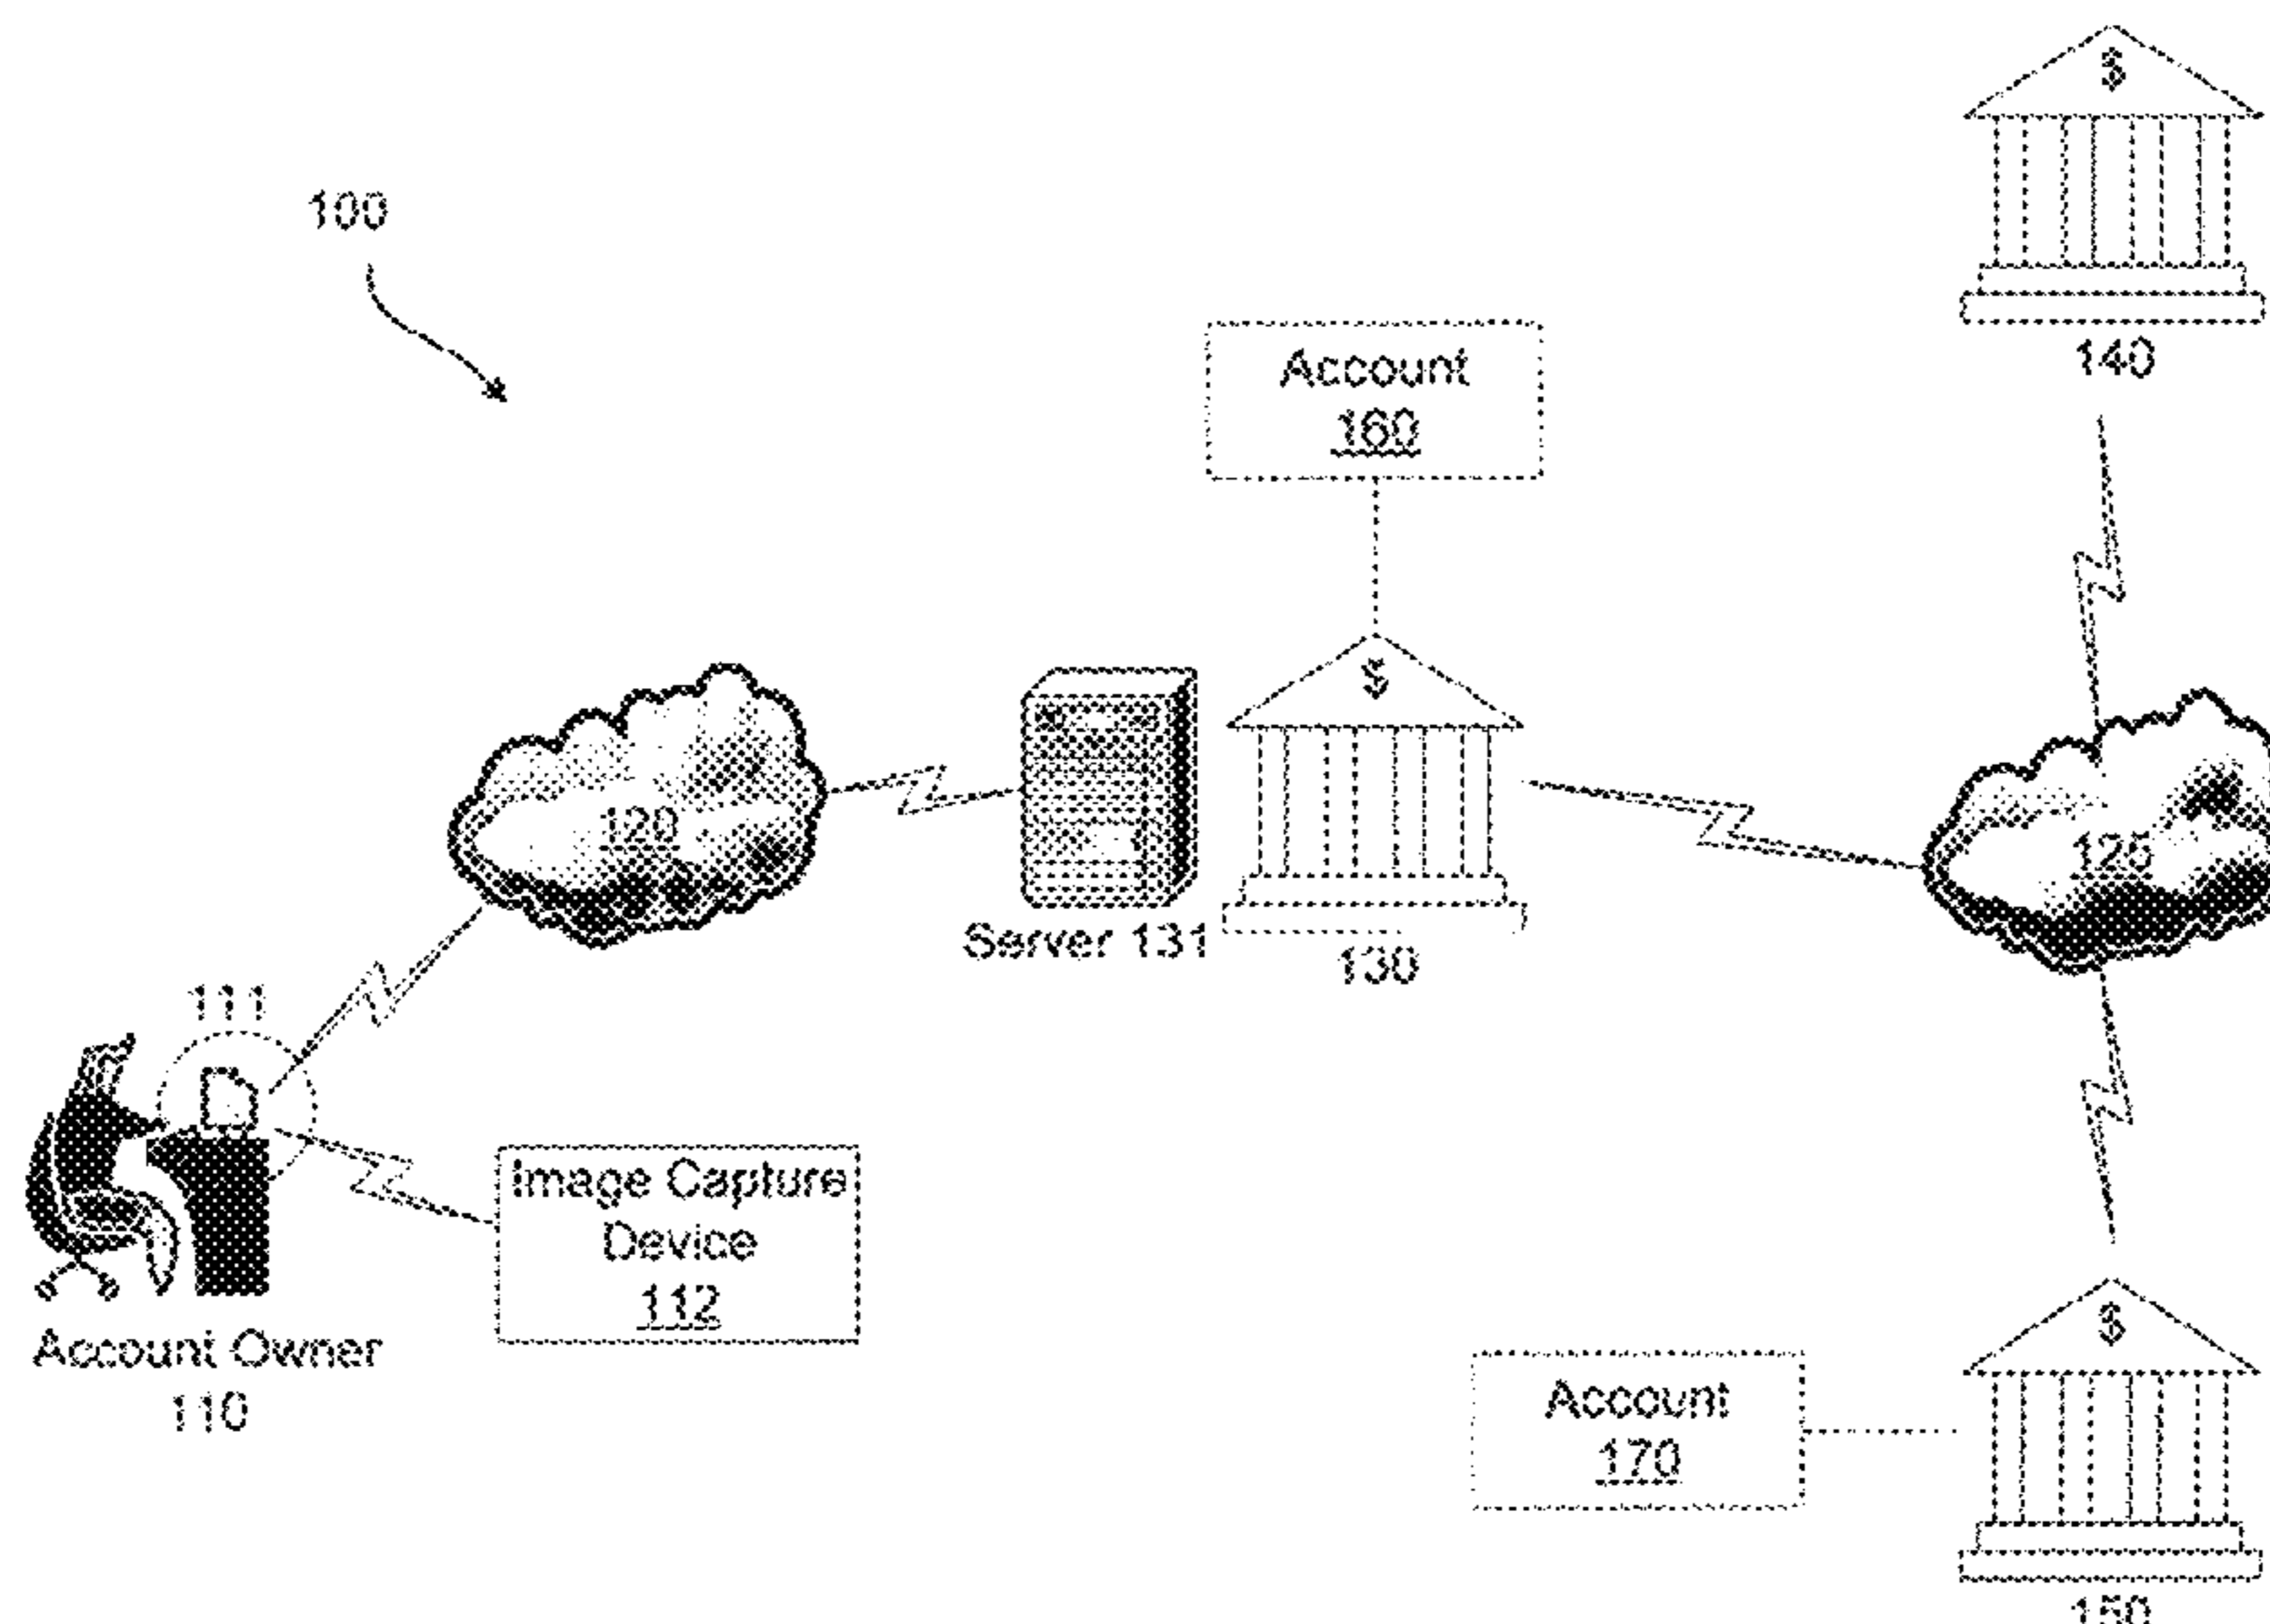 $
100
140
Account
160
$
120
125
Server 131
130
111
Image Capture
Device
112
Account Owner
110
$
Account
170
150